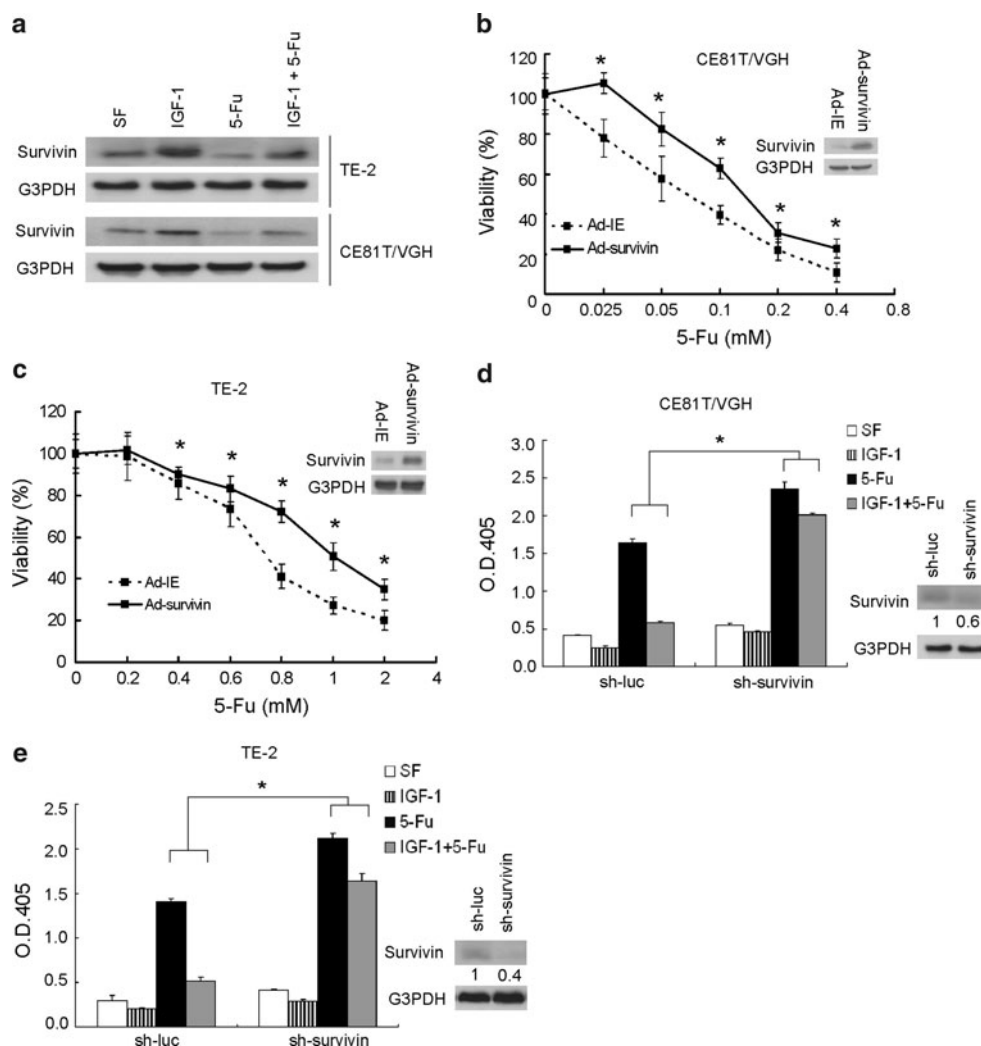 a
SF
IGF-1
5-Fu
IGF-1 + 5-Fu
Survivin
G3PDH
TE-2
Survivin
G3PDH
CE81T/VGH
b
CE81T/VGH
Viability (%)
120
100
80
60
40
20
0
* * * * * *
Ad-IE
Ad-survivin
Survivin
G3PDH
Ad-IE
Ad-survivin
0 0.025 0.05 0.1 0.2 0.4 0.8
5-Fu (mM)
c
TE-2
Viability (%)
120
100
80
60
40
20
0
* * * * *
Ad-IE
Ad-survivin
Survivin
G3PDH
Ad-IE
Ad-survivin
0 0.2 0.4 0.6 0.8 1 2 4
5-Fu (mM)
d
CE81T/VGH
O.D.405
3.0
2.5
2.0
1.5
1.0
0.5
0.0
*
SF
IGF-1
5-Fu
IGF-1+5-Fu
sh-luc sh-survivin
sh-luc
sh-survivin
Survivin
1 0.6
G3PDH
e
TE-2
O.D.405
2.5
2.0
1.5
1.0
0.5
0.0
*
SF
IGF-1
5-Fu
IGF-1+5-Fu
sh-luc sh-survivin
sh-luc
sh-survivin
Survivin
1 0.4
G3PDH